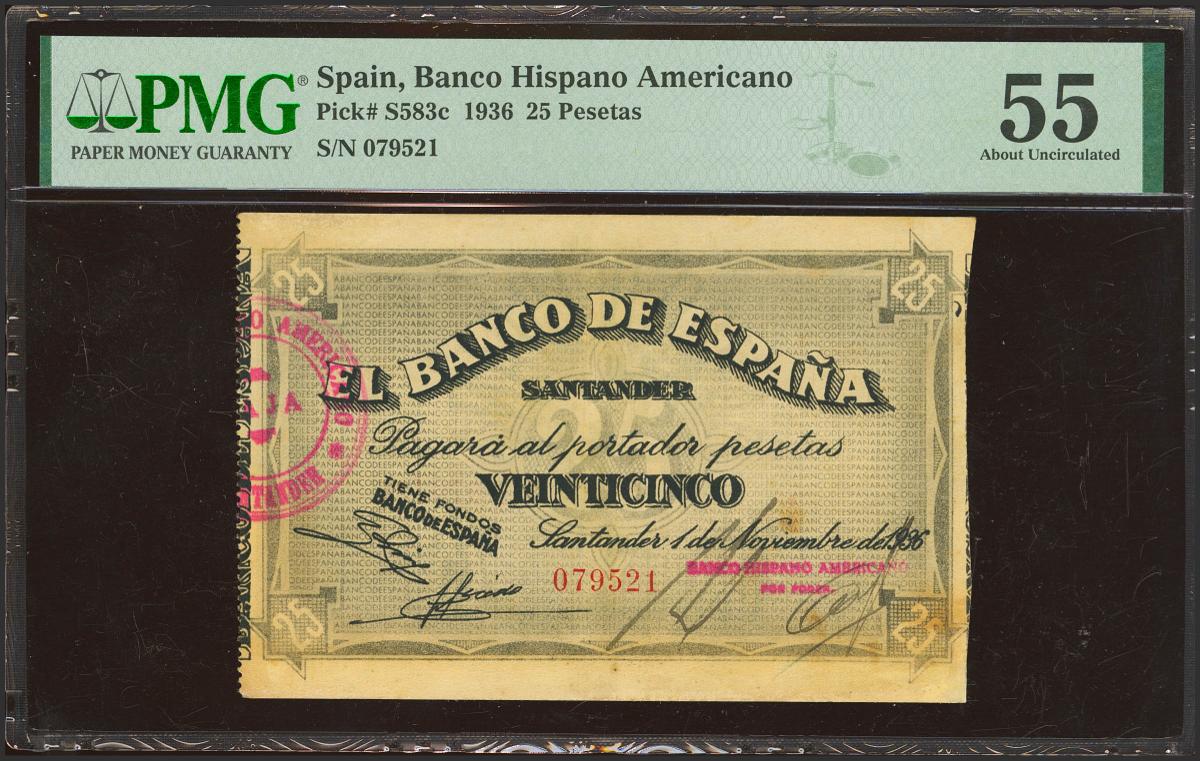 PMG® Spain, Banco Hispano Americano
Pick# S583c 1936 25 Pesetas
PAPER MONEY GUARANTY S/N 079521
55
About Uncirculated
25 25
EL BANCO DE ESPAÑA
SANTANDER
25
Pagará al portador pesetas
VEINTICINCO
TIENE FONDOS
BANCO DE ESPAÑA
Santander 1 de Noviembre de 1936
079521
BANCO HISPANO AMERICANO
POR PODER.
25 25